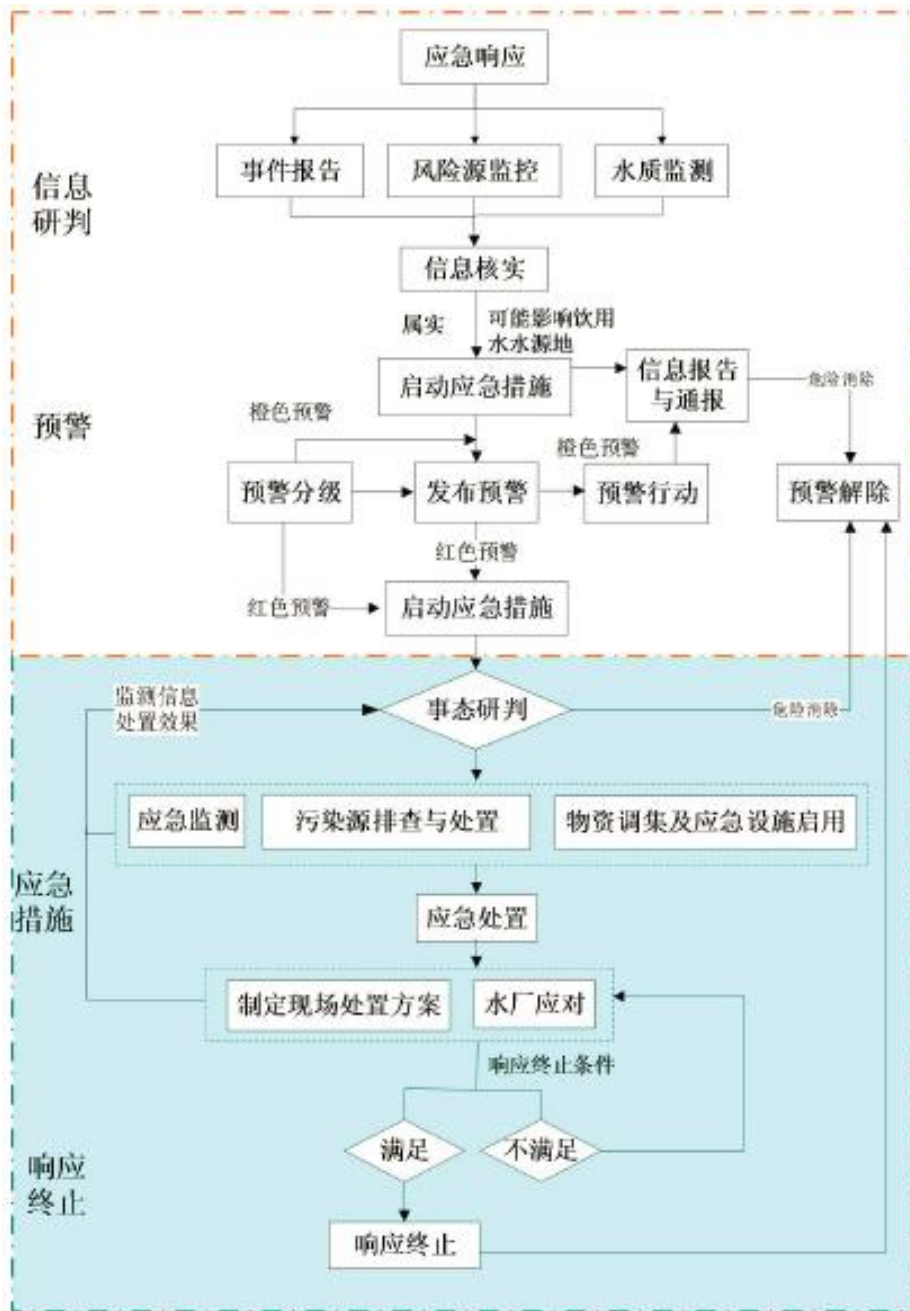 应急响应
事件报告
风险源监控
水质监测
信息
研判
信息核实
属实
可能影响饮用
水水源地
启动应急措施
信息报告
与通报
危险消除
预警
橙色预警
橙色预警
预警分级
发布预警
预警行动
预警解除
红色预警
红色预警
启动应急措施
监测信息
处置效果
事态研判
危险消除
应急监测
污染源排查与处置
物资调集及应急设施启用
应急
措施
应急处置
制定现场处置方案
水厂应对
响应终止条件
满足
不满足
响应
终止
响应终止